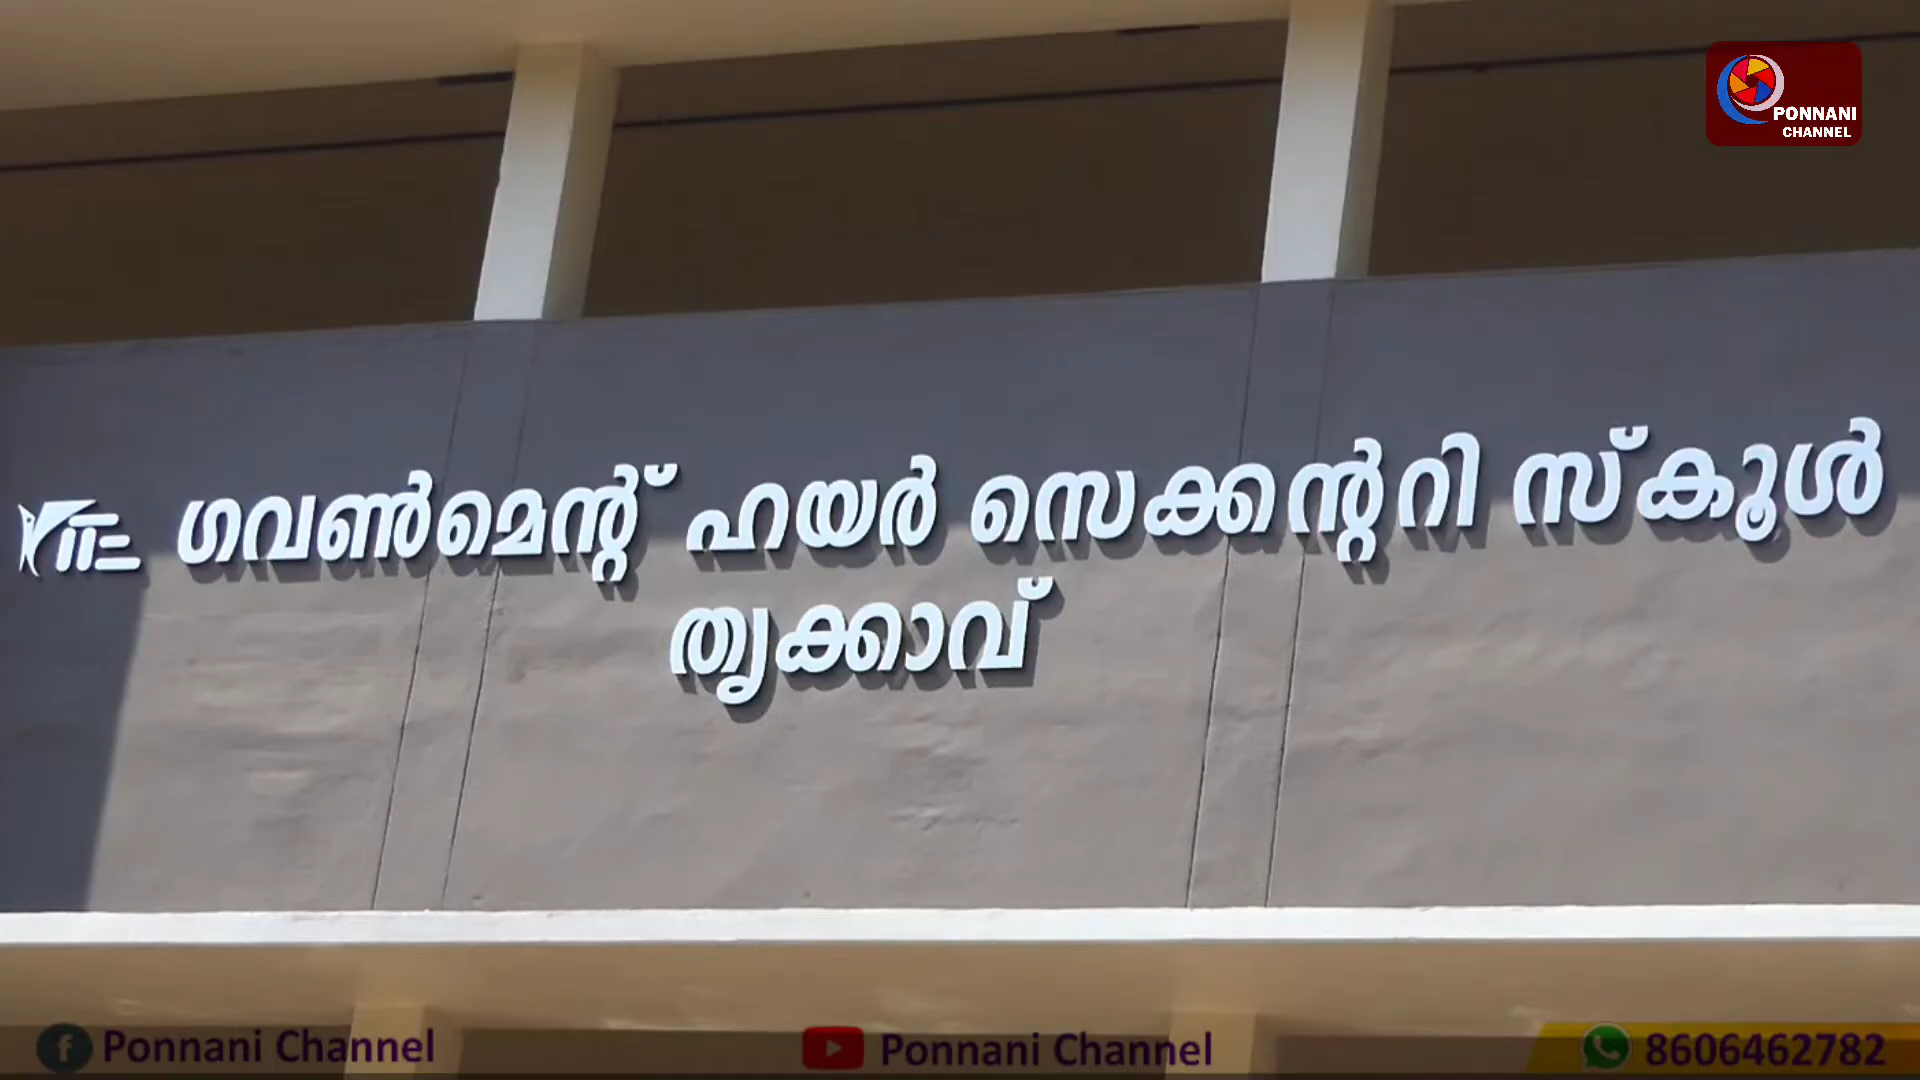 PONNANI
CHANNEL
ഗവൺമെന്റ് ഹയർ സെക്കന്ററി സ്കൂൾ
തൃക്കാവ്
Ponnani Channel
Ponnani Channel
8606462782